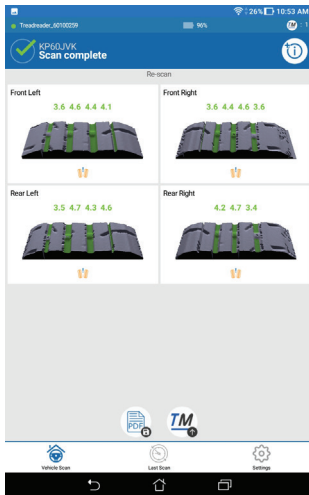 26% 10:53 AM
Treadreader_60100259 96% TM : 1
KP60JVK
Scan complete
Re-scan
Front Left
3.6 4.6 4.4 4.1
Front Right
3.6 4.4 4.6 3.6
Rear Left
3.5 4.7 4.3 4.6
Rear Right
4.2 4.7 3.4
PDF
TM
Vehicle Scan
Last Scan
Settings